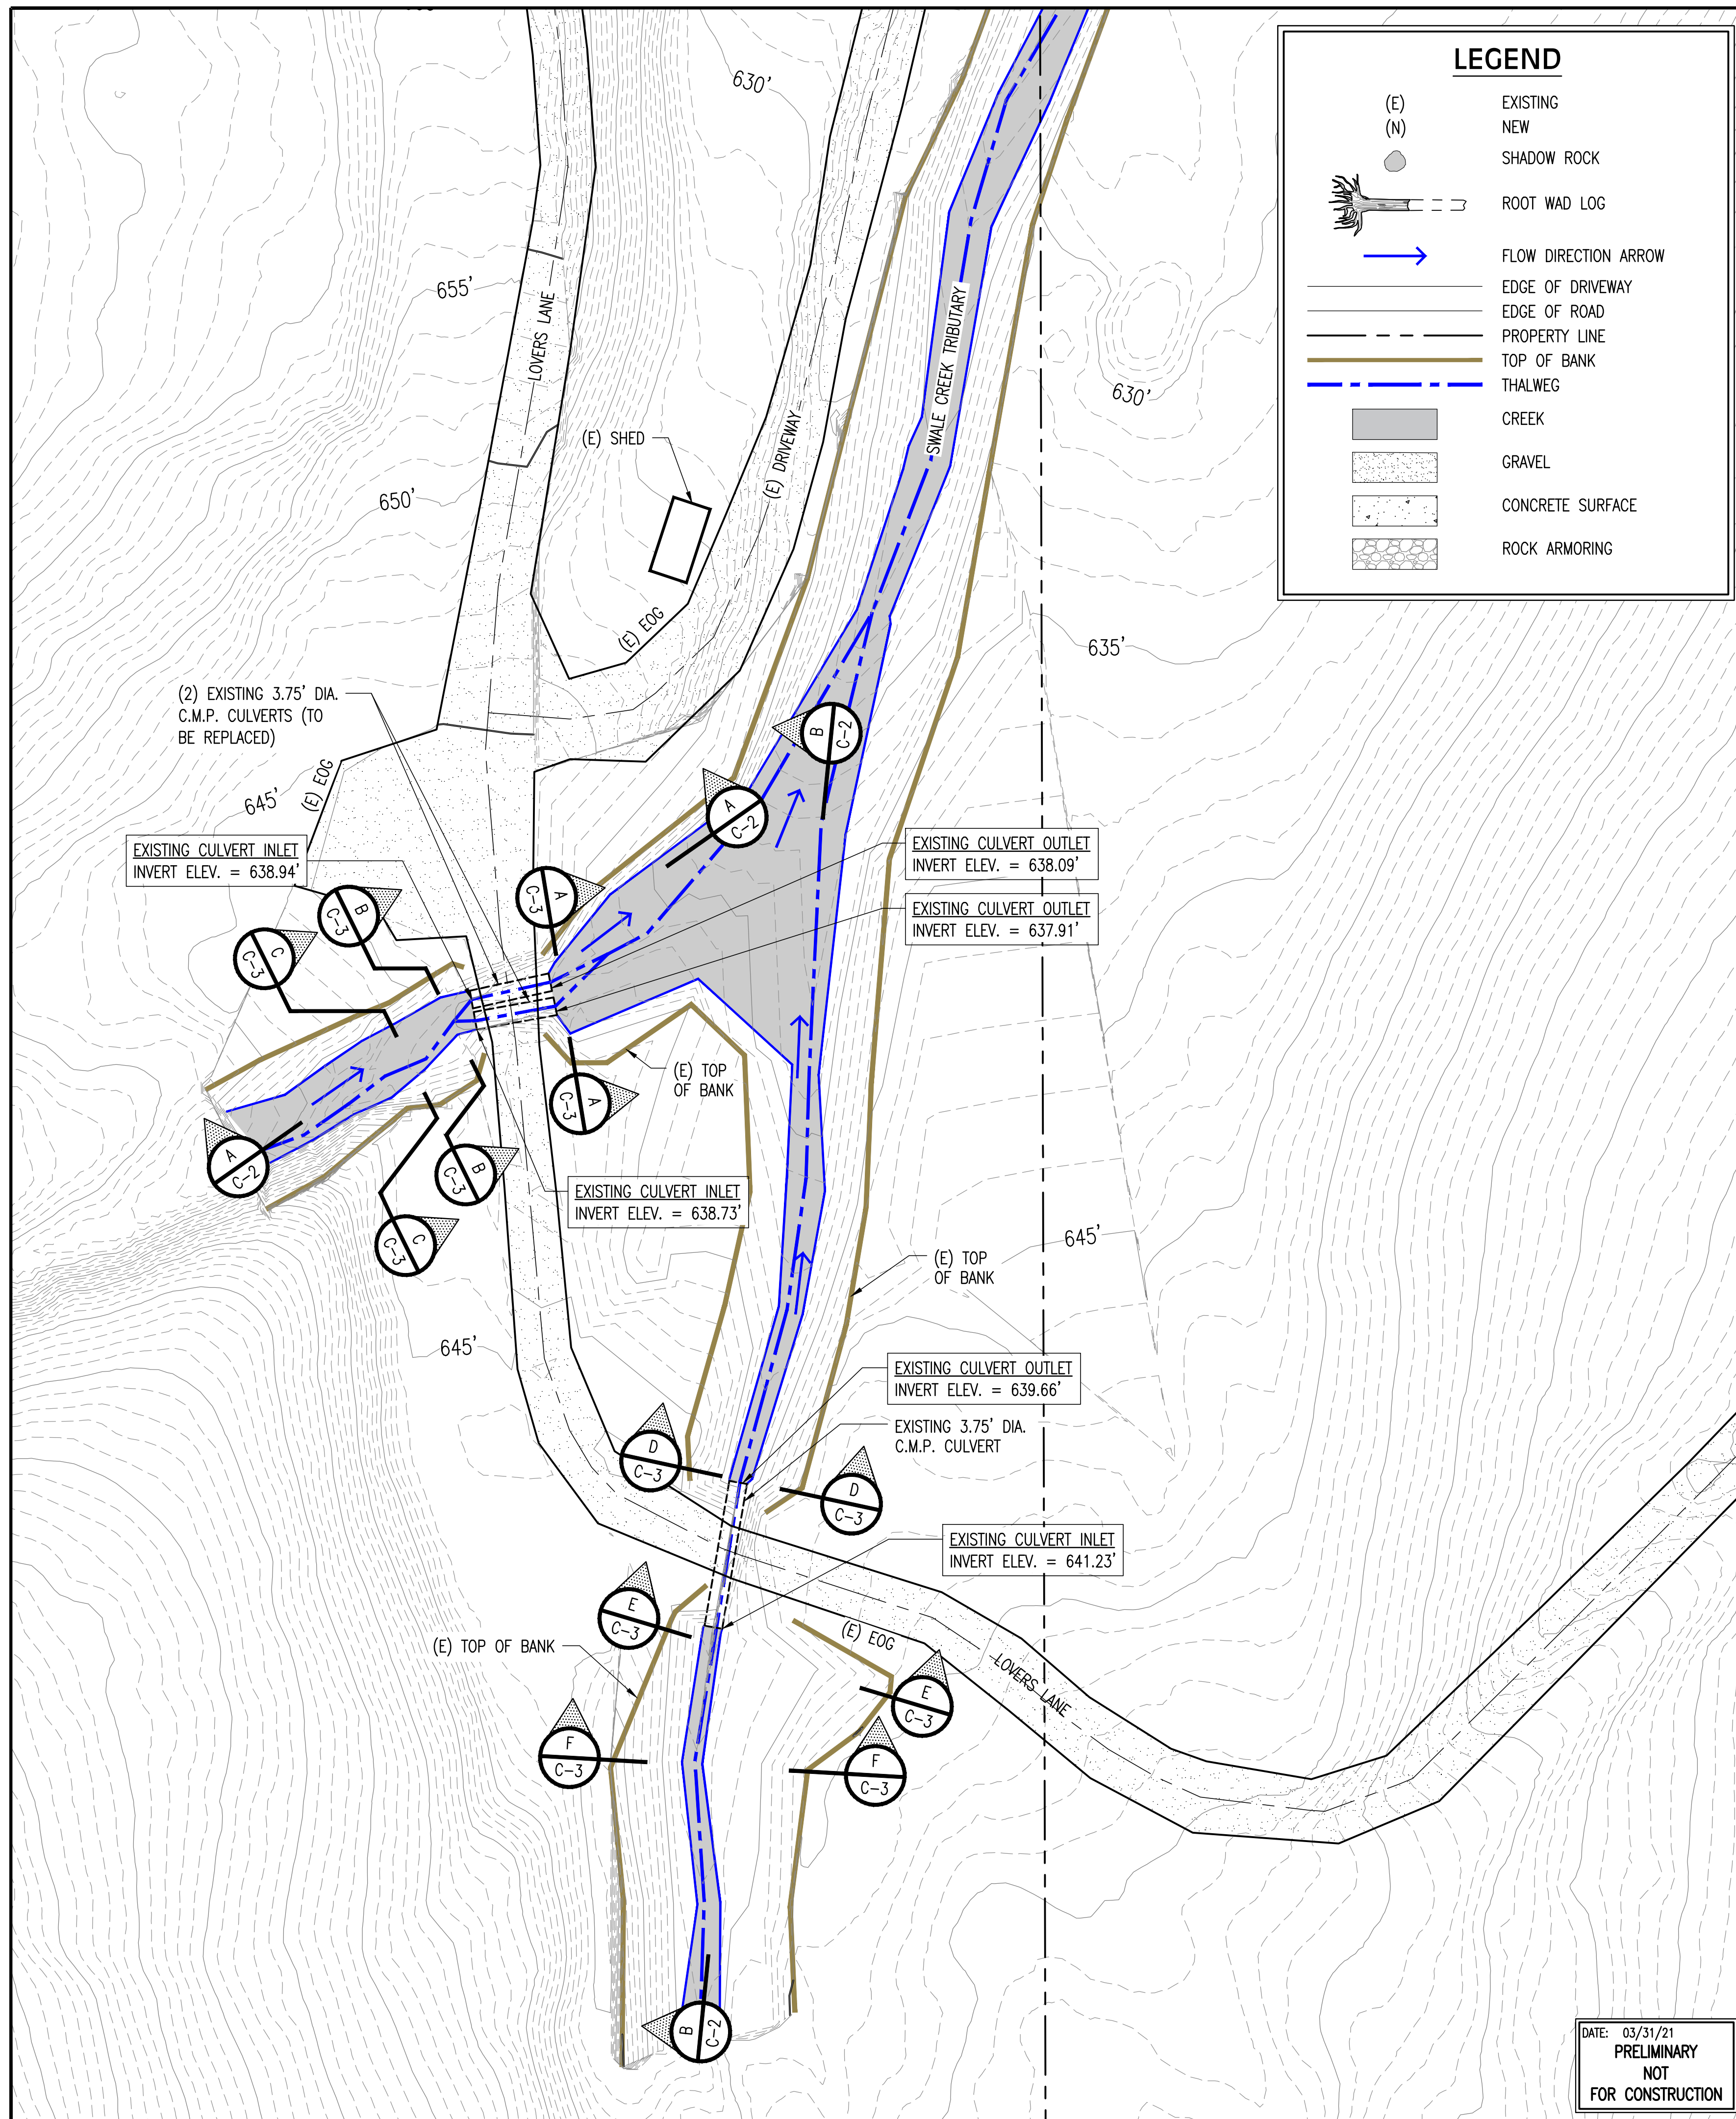 LEGEND
(E) EXISTING
(N) NEW
SHADOW ROCK
ROOT WAD LOG
FLOW DIRECTION ARROW
EDGE OF DRIVEWAY
EDGE OF ROAD
PROPERTY LINE
TOP OF BANK
THALWEG
CREEK
GRAVEL
CONCRETE SURFACE
ROCK ARMORING
630'
655'
LOVERS LANE
SWALE CREEK TRIBUTARY
630'
(E) SHED
(E) DRIVEWAY
650'
(E) EOG
635'
(2) EXISTING 3.75' DIA.
C.M.P. CULVERTS (TO
BE REPLACED)
B
C-2
(E) EOG
645'
A
C-2
EXISTING CULVERT INLET
INVERT ELEV. = 638.94'
EXISTING CULVERT OUTLET
INVERT ELEV. = 638.09'
A
C-3
B
C-3
EXISTING CULVERT OUTLET
INVERT ELEV. = 637.91'
C
C-3
(E) TOP
OF BANK
A
C-3
A
C-2
B
C-3
EXISTING CULVERT INLET
INVERT ELEV. = 638.73'
C
C-3
645'
(E) TOP
OF BANK
645'
EXISTING CULVERT OUTLET
INVERT ELEV. = 639.66'
EXISTING 3.75' DIA.
C.M.P. CULVERT
D
C-3
D
C-3
EXISTING CULVERT INLET
INVERT ELEV. = 641.23'
E
C-3
(E) EOG
(E) TOP OF BANK
LOVERS LANE
E
C-3
F
C-3
F
C-3
B
C-2
DATE: 03/31/21
PRELIMINARY
NOT
FOR CONSTRUCTION